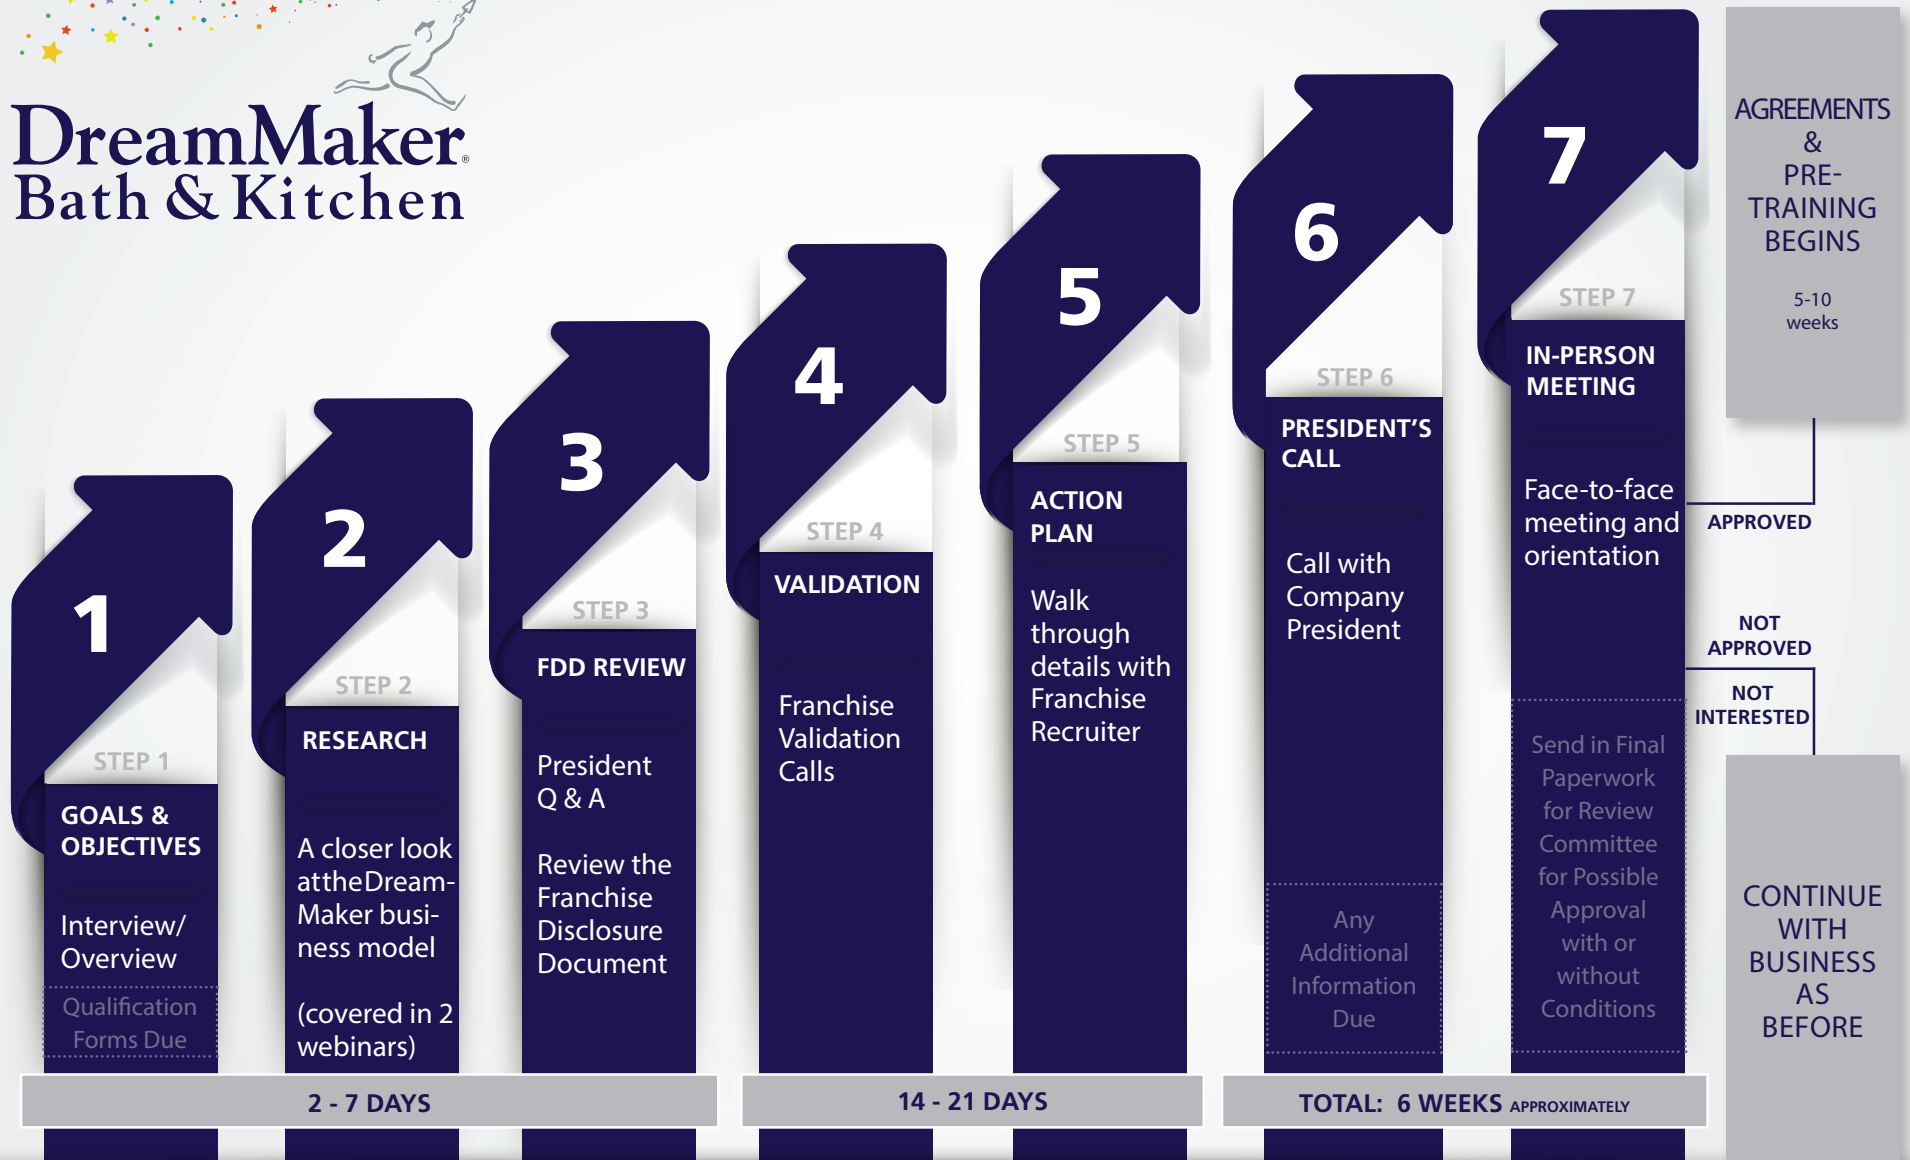 DreamMaker®
Bath & Kitchen
1
STEP 1
GOALS &
OBJECTIVES
Interview/
Overview
Qualification
Forms Due
2
STEP 2
RESEARCH
A closer look
at the Dream-
Maker busi-
ness model
(covered in 2
webinars)
3
STEP 3
FDD REVIEW
President
Q & A
Review the
Franchise
Disclosure
Document
2 - 7 DAYS
4
STEP 4
VALIDATION
Franchise
Validation
Calls
5
STEP 5
ACTION
PLAN
Walk
through
details with
Franchise
Recruiter
14 - 21 DAYS
6
STEP 6
PRESIDENT’S
CALL
Call with
Company
President
Any
Additional
Information
Due
7
STEP 7
IN-PERSON
MEETING
Face-to-face
meeting and
orientation
Send in Final
Paperwork
for Review
Committee
for Possible
Approval
with or
without
Conditions
TOTAL: 6 WEEKS APPROXIMATELY
AGREEMENTS
&
PRE-
TRAINING
BEGINS
5-10
weeks
APPROVED
NOT
APPROVED
NOT
INTERESTED
CONTINUE
WITH
BUSINESS
AS
BEFORE